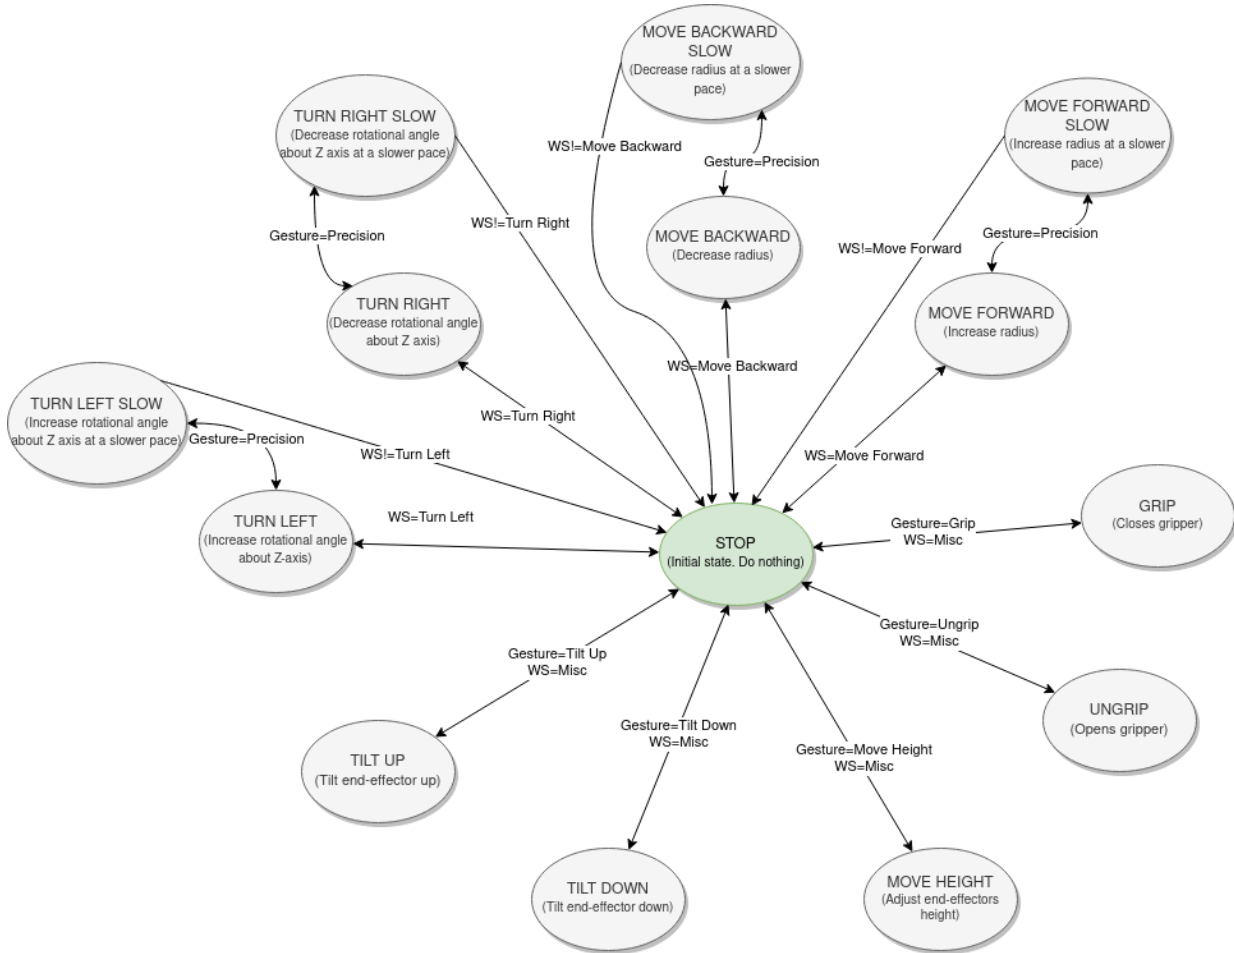 MOVE BACKWARD
SLOW
(Decrease radius at a slower
pace)
TURN RIGHT SLOW
(Decrease rotational angle
about Z axis at a slower pace)
MOVE FORWARD
SLOW
(Increase radius at a slower
pace)
WS!=Move Backward
Gesture=Precision
WS!=Turn Right
Gesture=Precision
Gesture=Precision
MOVE BACKWARD
(Decrease radius)
WS!=Move Forward
TURN RIGHT
(Decrease rotational angle
about Z axis)
MOVE FORWARD
(Increase radius)
WS=Move Backward
TURN LEFT SLOW
(Increase rotational angle
about Z axis at a slower pace)
Gesture=Precision
WS=Turn Right
WS!=Turn Left
WS=Move Forward
TURN LEFT
(Increase rotational angle
about Z-axis)
WS=Turn Left
STOP
(Initial state. Do nothing)
Gesture=Grip
WS=Misc
GRIP
(Closes gripper)
Gesture=Tilt Up
WS=Misc
Gesture=Ungrip
WS=Misc
Gesture=Tilt Down
WS=Misc
Gesture=Move Height
WS=Misc
UNGRIP
(Opens gripper)
TILT UP
(Tilt end-effector up)
TILT DOWN
(Tilt end-effector down)
MOVE HEIGHT
(Adjust end-effectors
height)